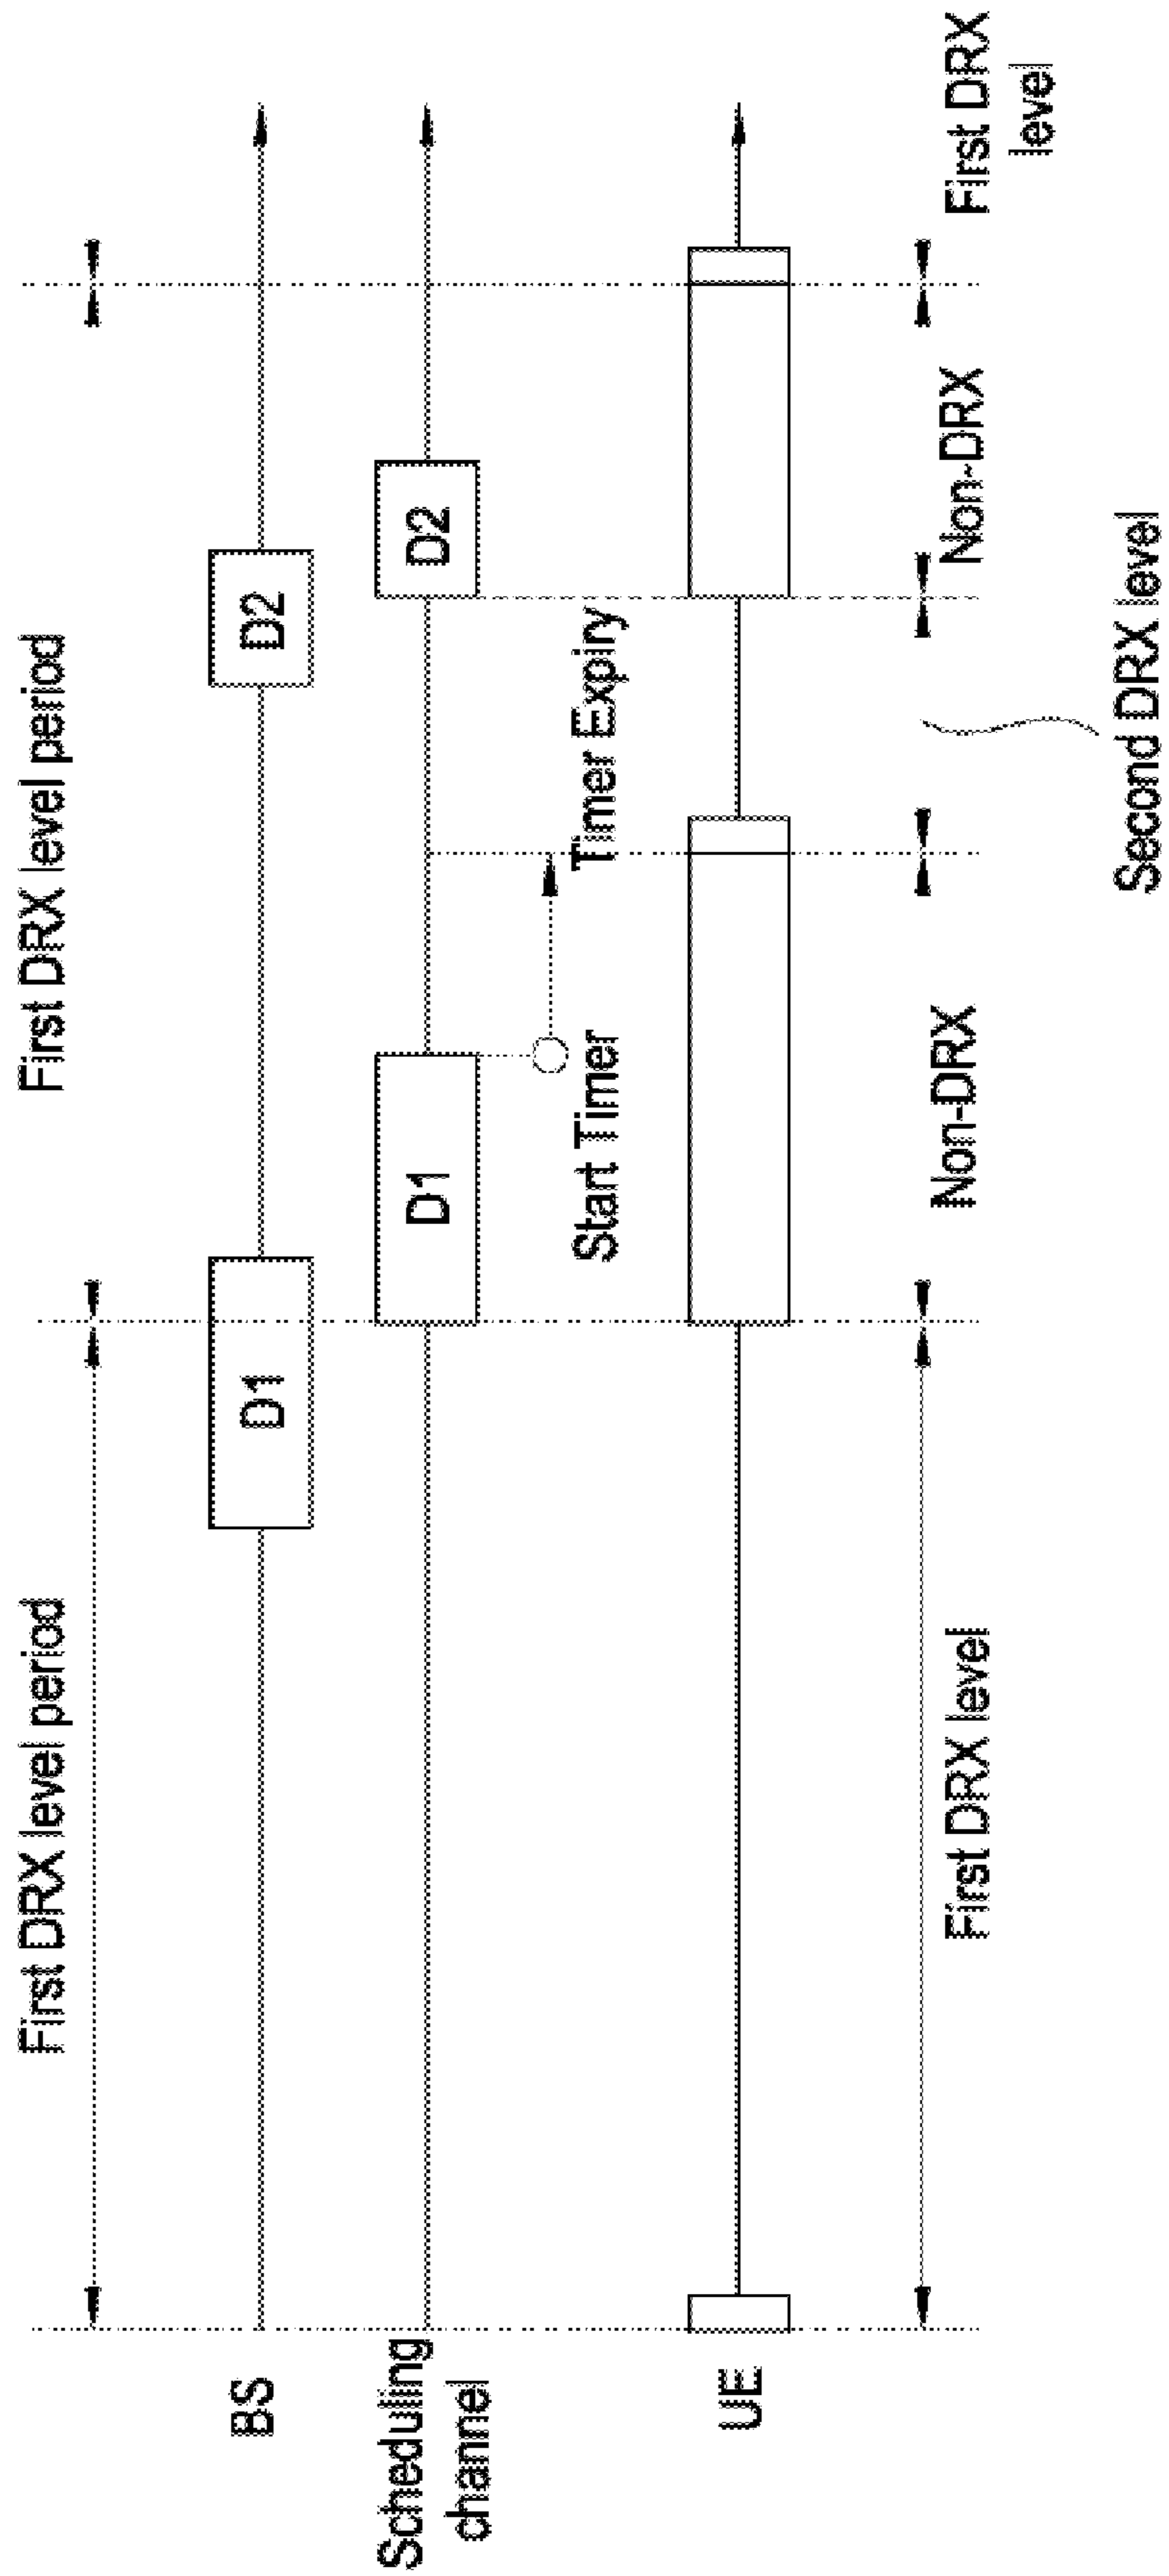 First DRX level period
First DRX level period
BS
D1
D2
Scheduling
channel
D1
D2
Start Timer
Timer Expiry
UE
First DRX level
Non-DRX
Non-DRX
First DRX
level
Second DRX level